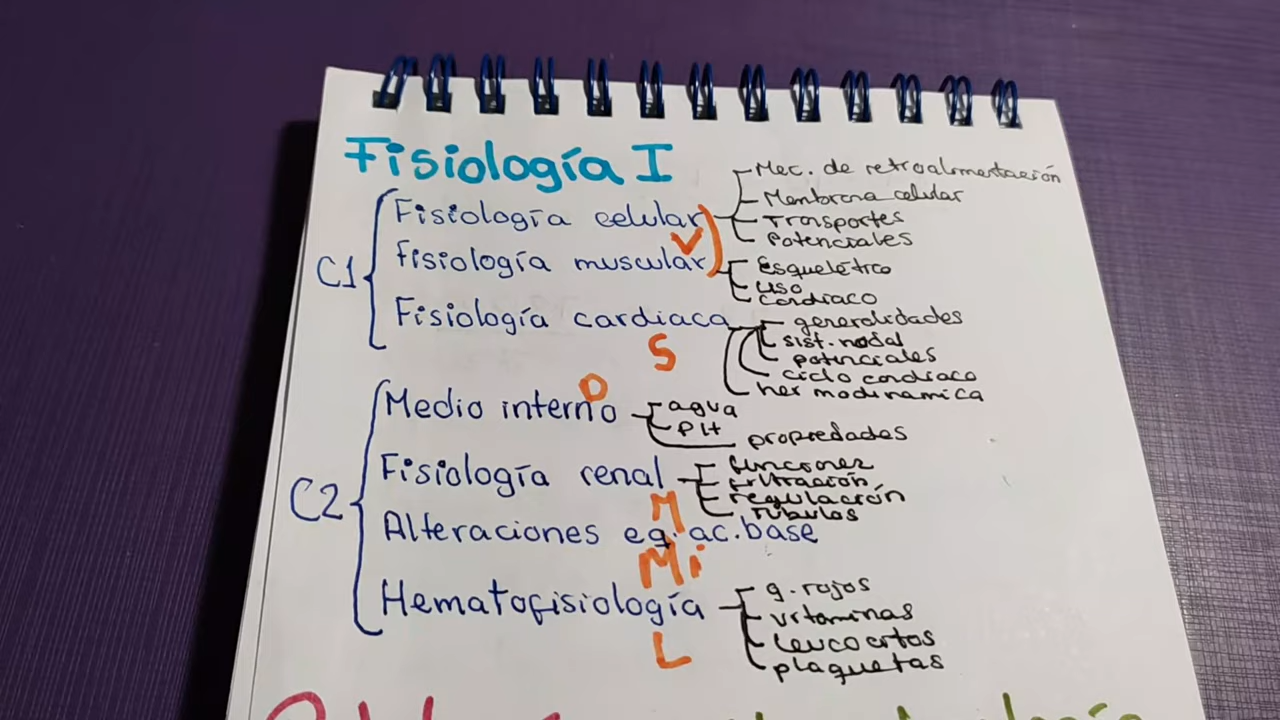 Fisiología I
C1
Fisiología celular
Mec. de retroalimentación
Membrana celular
Transportes
Potenciales
V
Fisiología muscular
Esquelético
Liso
Cardiaco
Fisiología cardiaca
generalidades
sist. nodal
potenciales
ciclo cardiaco
hermodinamica
S
D
C2
Medio interno
agua
PH
propiedades
Fisiología renal
funciones
filtración
regulación
túbulos
M
Alteraciones eq. ac. base
Mi
Hematofisiología
g. rojos
vitaminas
leucocitos
plaquetas
L